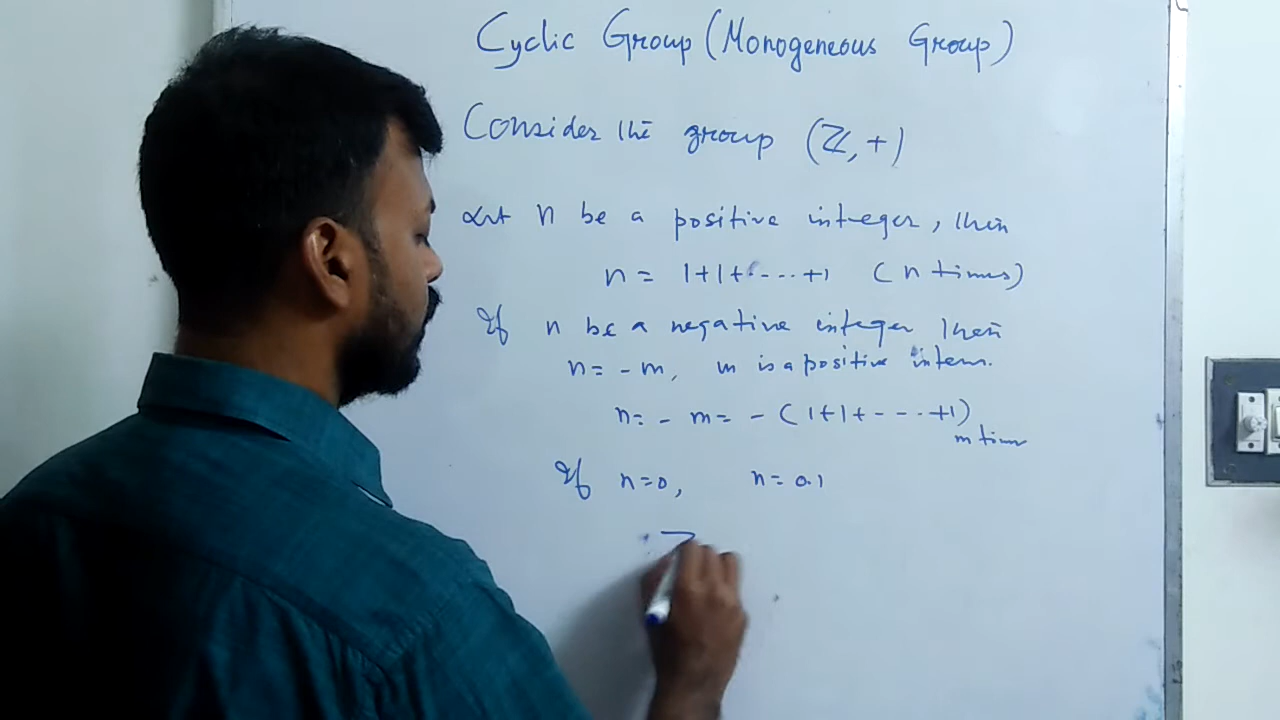 Cyclic Group (Monogeneous Group)
Consider the group (ℤ, +)
Let n be a positive integer, then
n = 1+1+-----+1 (n times)
If n be a negative integer then
n = -m, m is a positive intern.
n = - m = - (1+1+----+1) m times
If n=0, n = 0.1